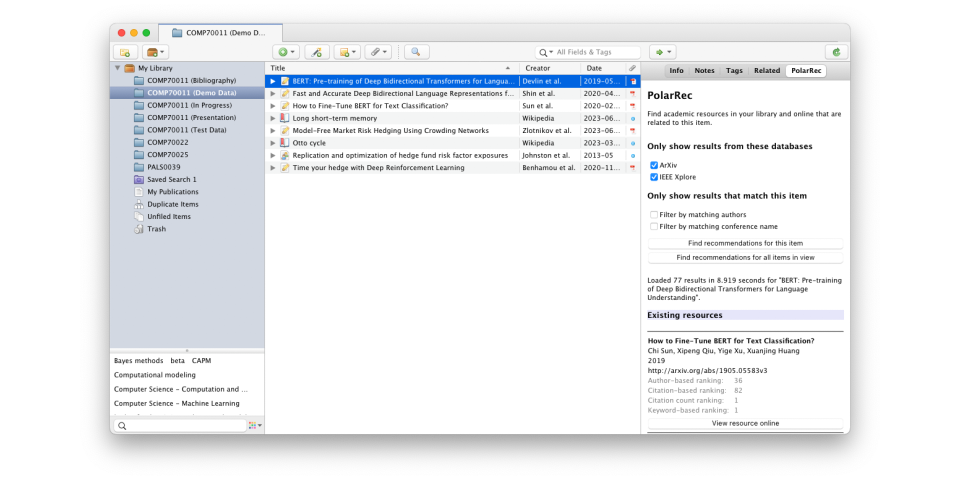 COMP70011 (Demo D...
All Fields & Tags
My Library
COMP70011 (Bibliography)
COMP70011 (Demo Data)
COMP70011 (In Progress)
COMP70011 (Presentation)
COMP70011 (Test Data)
COMP70022
COMP70025
PALS0039
Saved Search 1
My Publications
Duplicate Items
Unfiled Items
Trash
Bayes methods beta CAPM
Computational modeling
Computer Science - Computation and ...
Computer Science - Machine Learning
Title Creator Date
BERT: Pre-training of Deep Bidirectional Transformers for Langua... Devlin et al. 2019-05...
Fast and Accurate Deep Bidirectional Language Representations f... Shin et al. 2020-04...
How to Fine-Tune BERT for Text Classification? Sun et al. 2020-02...
Long short-term memory Wikipedia 2023-06...
Model-Free Market Risk Hedging Using Crowding Networks Zlotnikov et al. 2023-06...
Otto cycle Wikipedia 2023-03...
Replication and optimization of hedge fund risk factor exposures Johnston et al. 2013-05
Time your hedge with Deep Reinforcement Learning Benhamou et al. 2020-11...
Info Notes Tags Related PolarRec
PolarRec
Find academic resources in your library and online that are
related to this item.
Only show results from these databases
ArXiv
IEEE Xplore
Only show results that match this item
Filter by matching authors
Filter by matching conference name
Find recommendations for this item
Find recommendations for all items in view
Loaded 77 results in 8.919 seconds for "BERT: Pre-training
of Deep Bidirectional Transformers for Language
Understanding".
Existing resources
How to Fine-Tune BERT for Text Classification?
Chi Sun, Xipeng Qiu, Yige Xu, Xuanjing Huang
2019
http://arxiv.org/abs/1905.05583v3
Author-based ranking: 36
Citation-based ranking: 82
Citation count ranking: 1
Keyword-based ranking: 1
View resource online